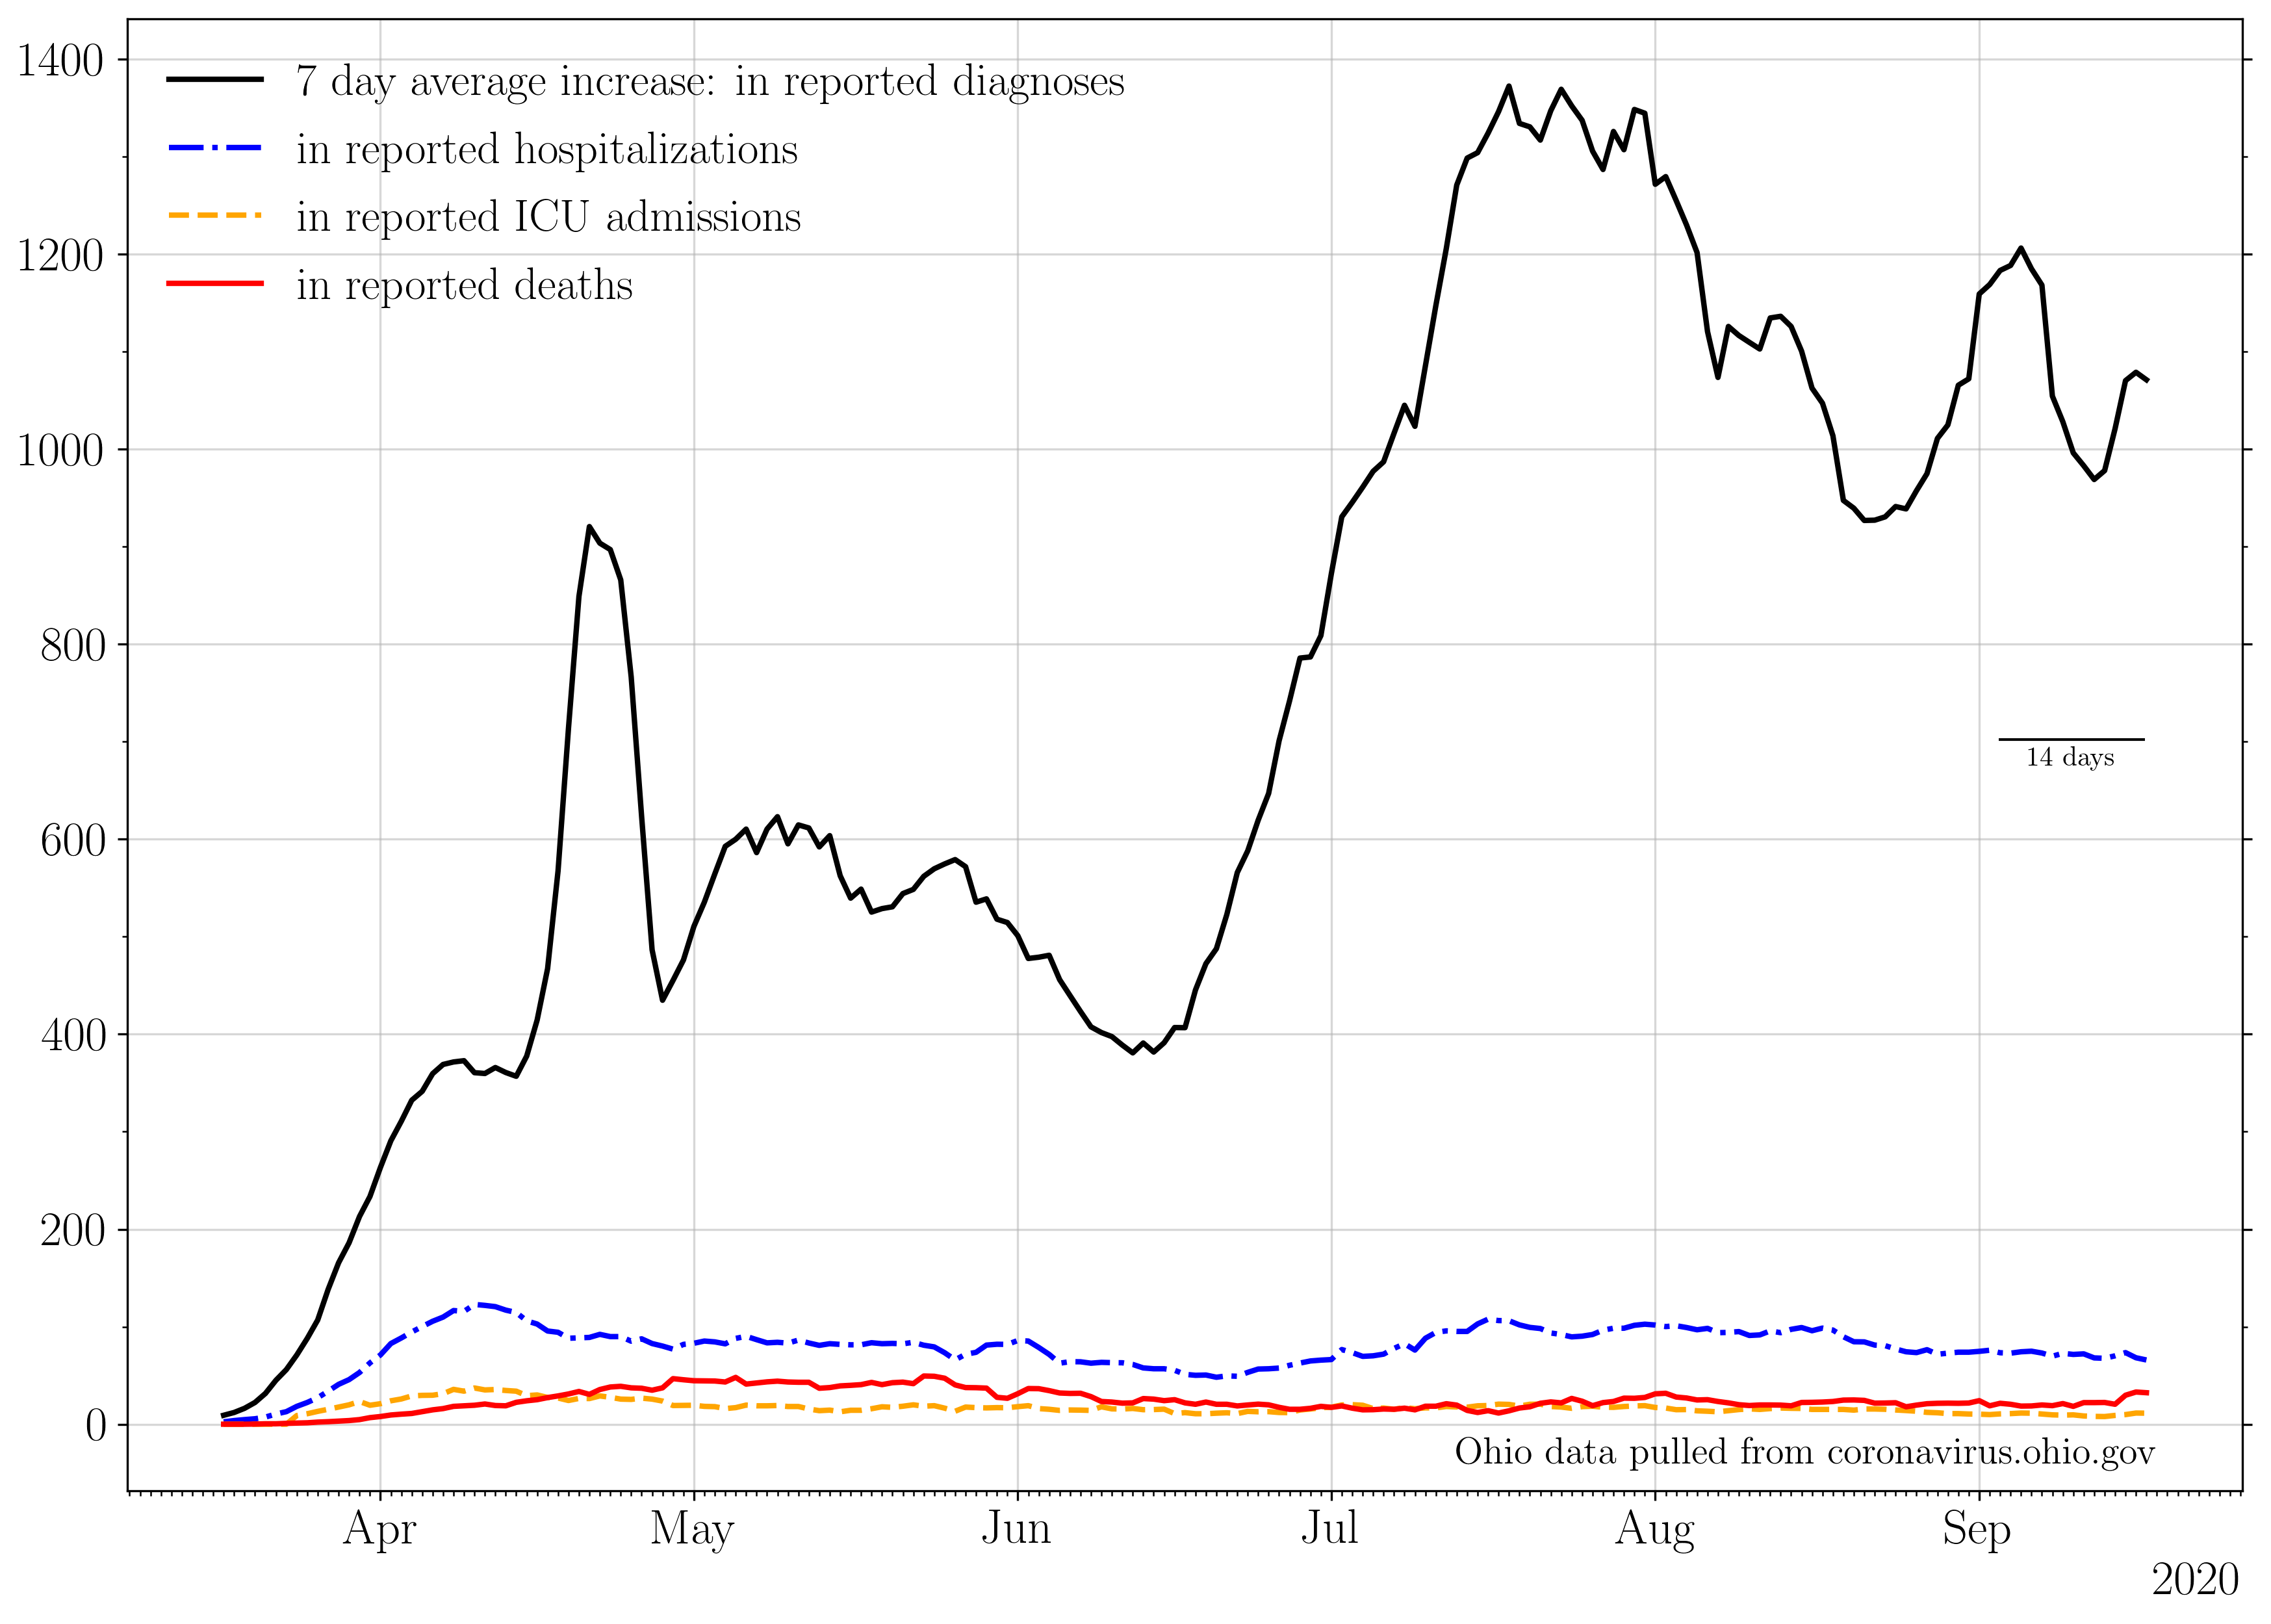 1400
7 day average increase: in reported diagnoses
in reported hospitalizations
in reported ICU admissions
1200
in reported deaths
1000
800
14 days
600
400
200
0
Ohio data pulled from coronavirus.ohio.gov
Apr May Jun Jul Aug Sep
2020